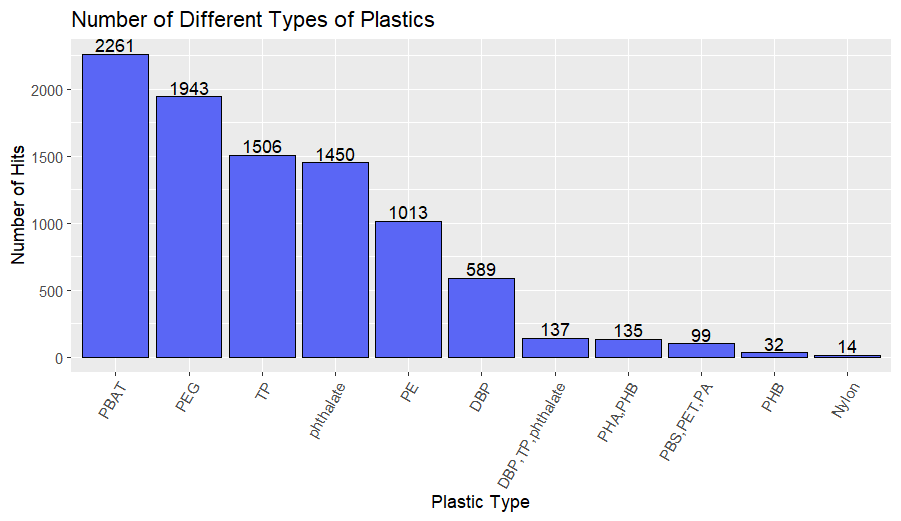 Number of Different Types of Plastics
2261
1943
1506
1450
1013
589
137
135
99
32
14
2000
1500
1000
500
0
Number of Hits
PBAT
PEG
TP
phthalate
PE
DBP
DBP,TP,phthalate
PHA,PHB
PBS,PET,PA
PHB
Nylon
Plastic Type